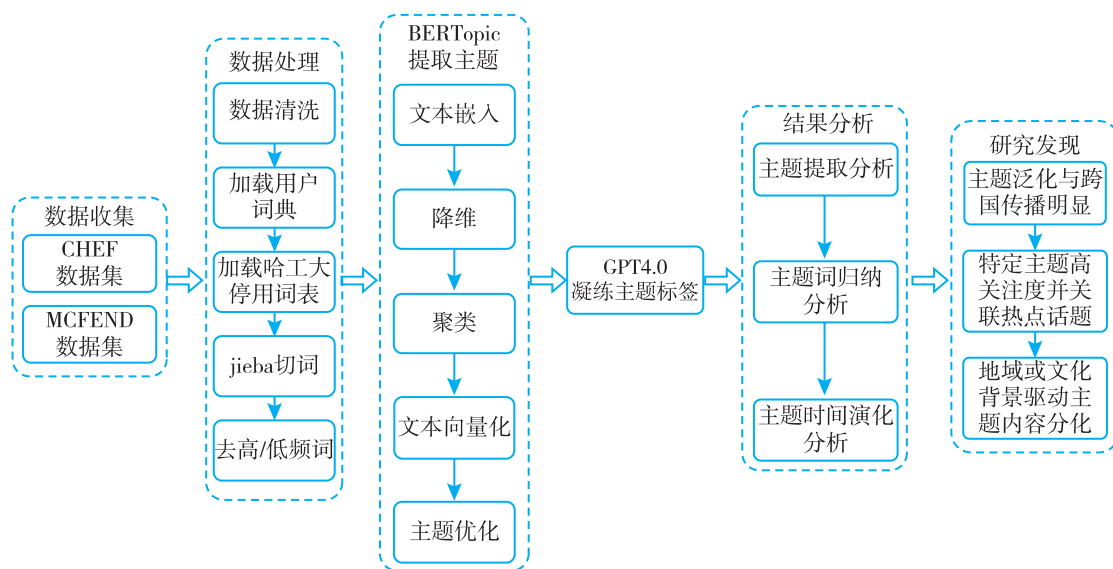 数据收集
CHEF
数据集
MCFEND
数据集
数据处理
数据清洗
加载用户
词典
加载哈工大
停用词表
jieba切词
去高/低频词
BERTopic
提取主题
文本嵌入
降维
聚类
文本向量化
主题优化
GPT4.0
凝练主题标签
结果分析
主题提取分析
主题词归纳
分析
主题时间演化
分析
研究发现
主题泛化与跨
国传播明显
特定主题高
关注度并关
联热点话题
地域或文化
背景驱动主
题内容分化